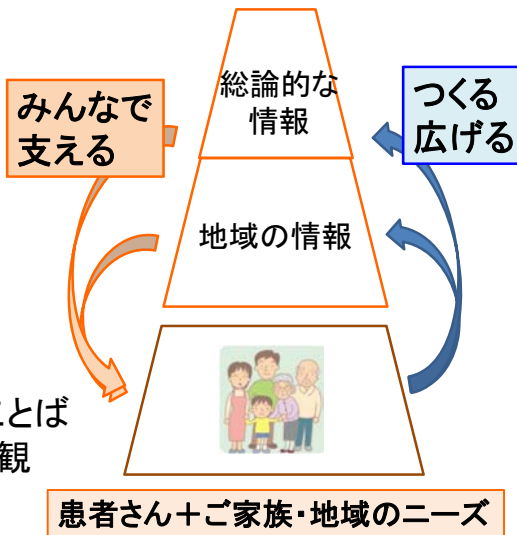 総論的な
情報
みんなで
支える
つくる
広げる
地域の情報
とば
観
患者さん+ご家族・地域のニーズ